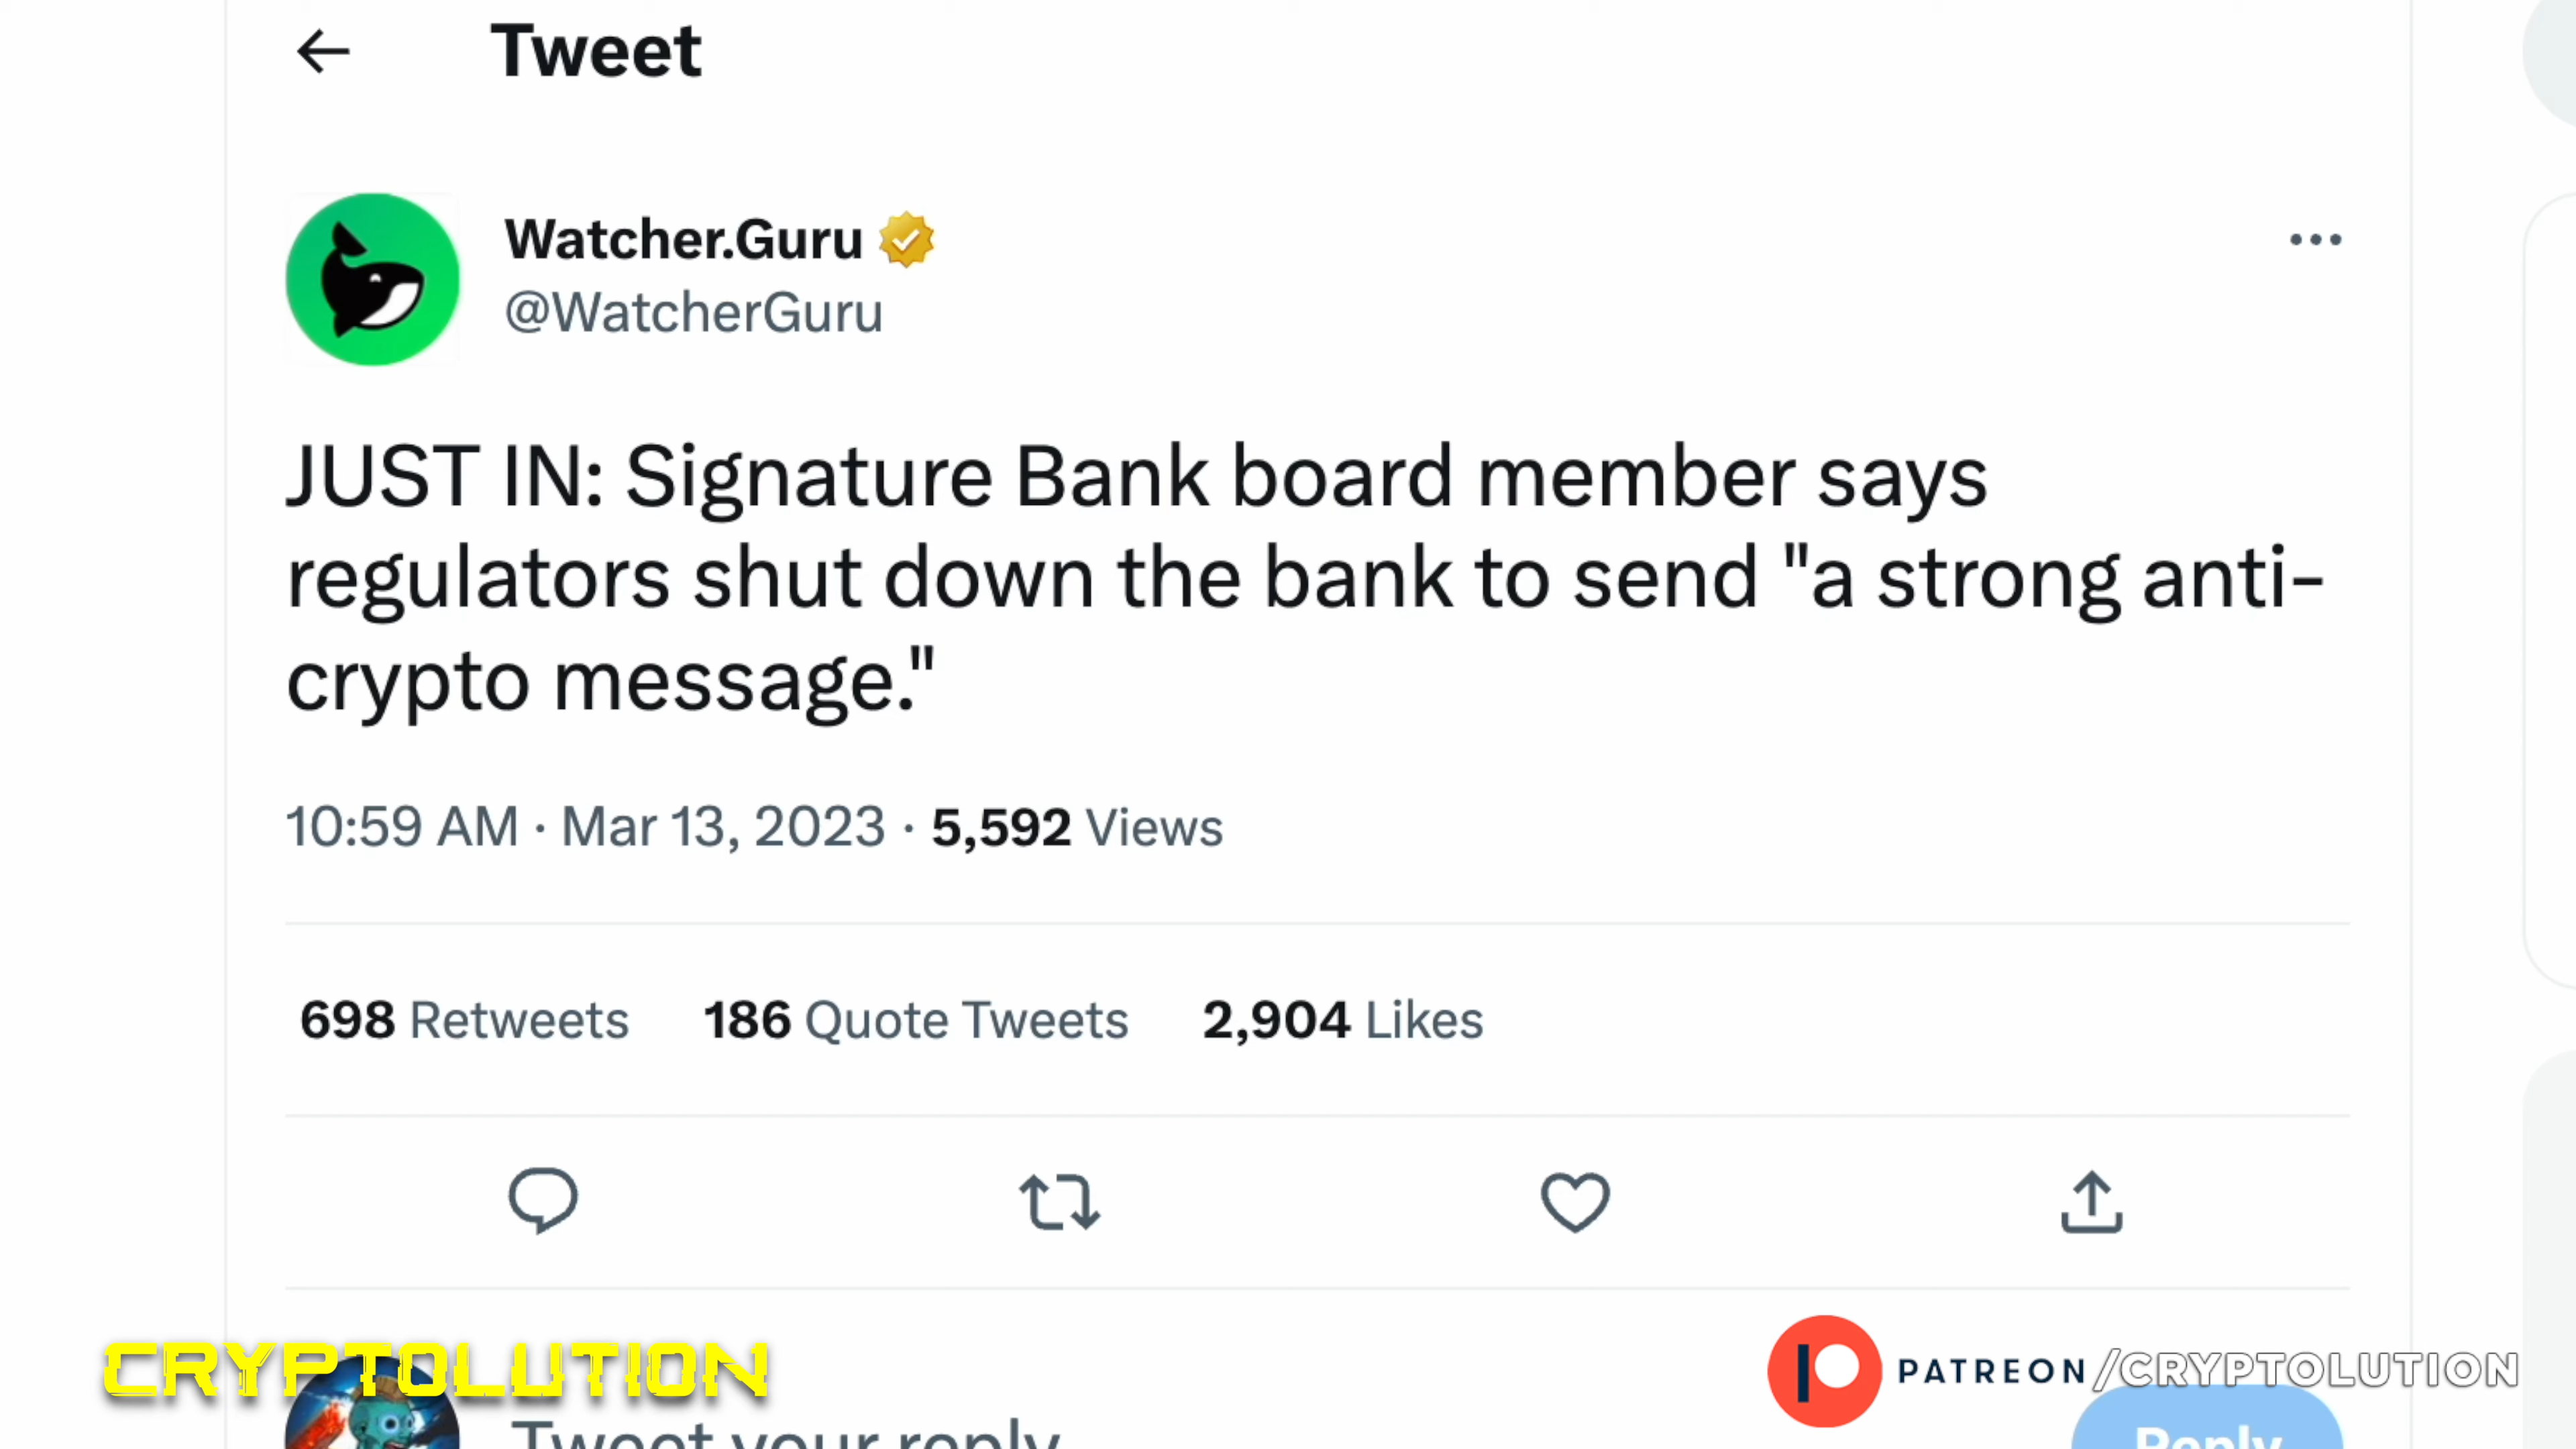 Tweet
Watcher.Guru
@WatcherGuru
JUST IN: Signature Bank board member says
regulators shut down the bank to send "a strong anti-
crypto message."
10:59 AM · Mar 13, 2023 · 5,592 Views
698 Retweets 186 Quote Tweets 2,904 Likes
CRYPTOLUTION
PATREON/CRYPTOLUTION
Tweet your reply
Reply